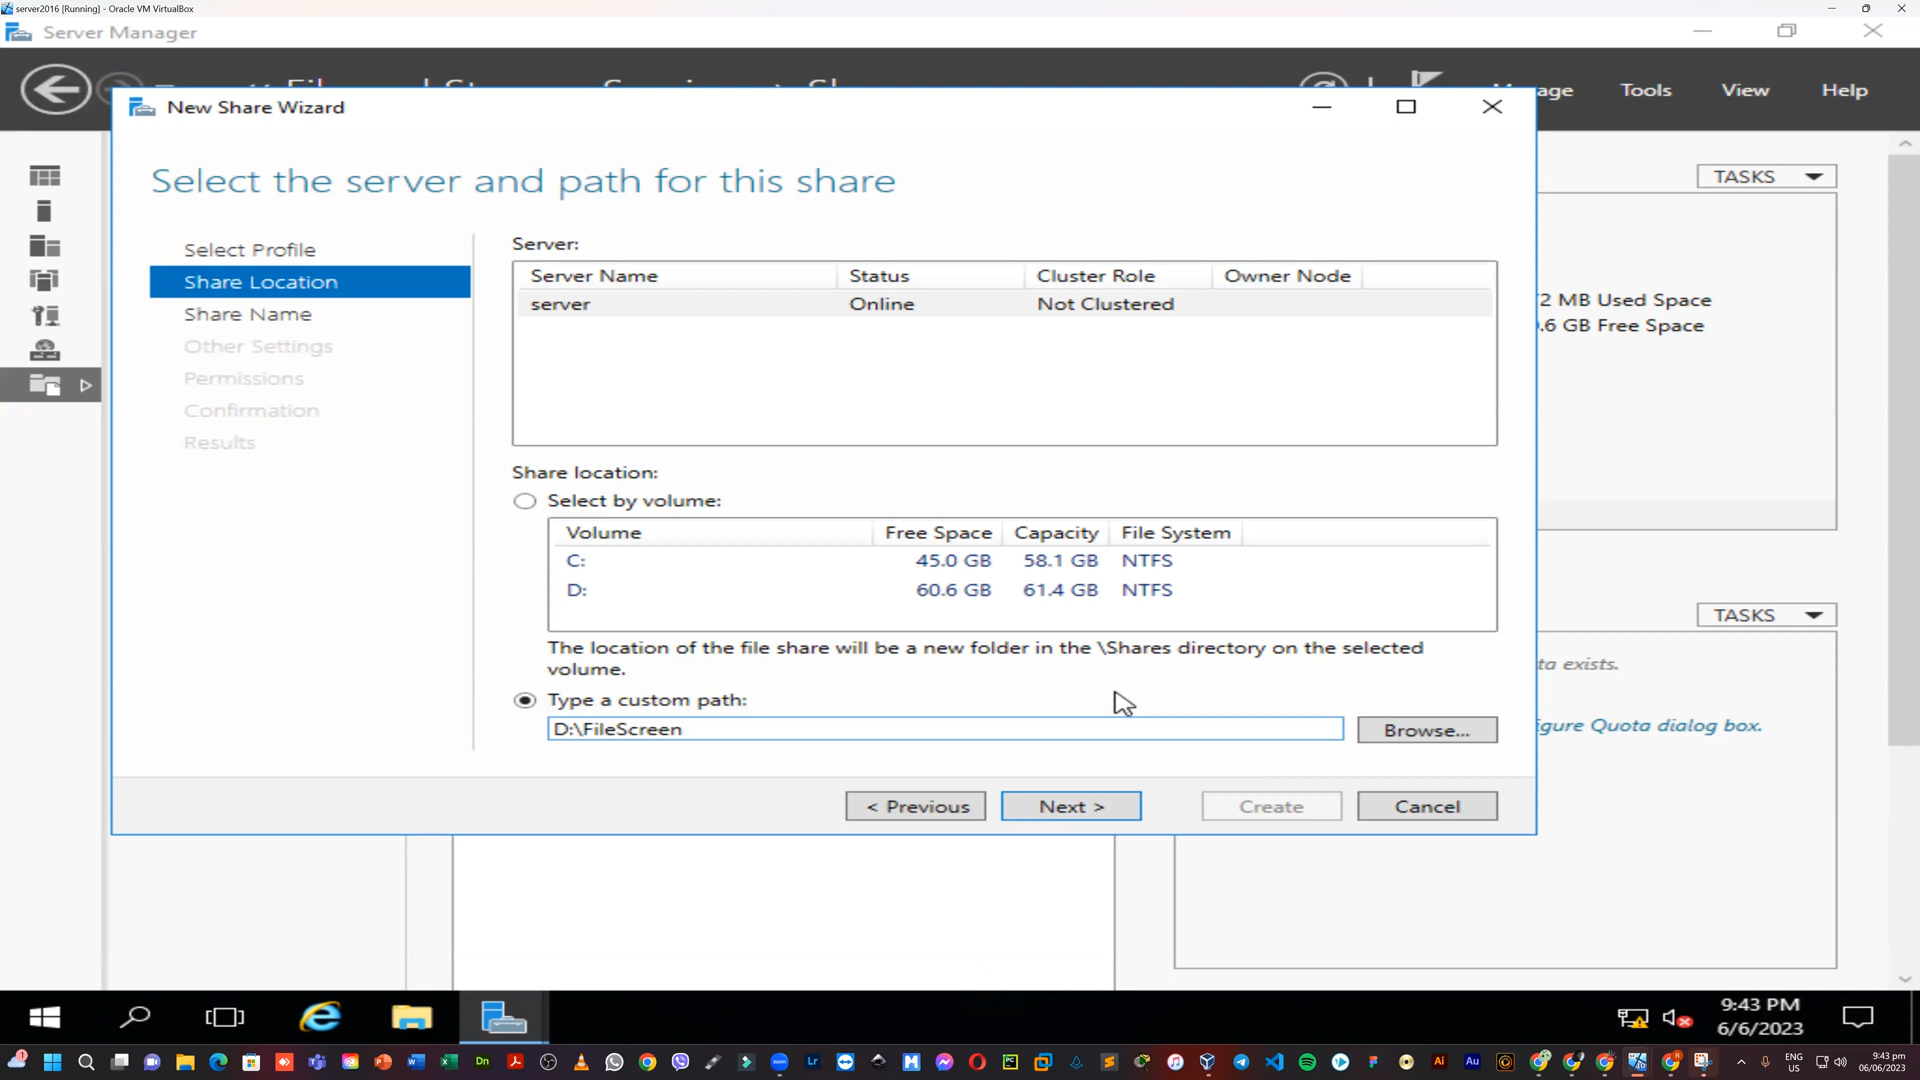 server2016 [Running] - Oracle VM VirtualBox
Server Manager
Tools
View
Help
New Share Wizard
Select the server and path for this share
TASKS
Select Profile
Share Location
Share Name
Other Settings
Permissions
Confirmation
Results
Server:
Server Name Status Cluster Role Owner Node
server Online Not Clustered
2 MB Used Space
.6 GB Free Space
Share location:
Select by volume:
Volume Free Space Capacity File System
C: 45.0 GB 58.1 GB NTFS
D: 60.6 GB 61.4 GB NTFS
The location of the file share will be a new folder in the \Shares directory on the selected
volume.
Type a custom path:
D:\FileScreen
Browse...
TASKS
ta exists.
gure Quota dialog box.
< Previous
Next >
Create
Cancel
9:43 PM
6/6/2023
ENG
US
9:43 pm
06/06/2023